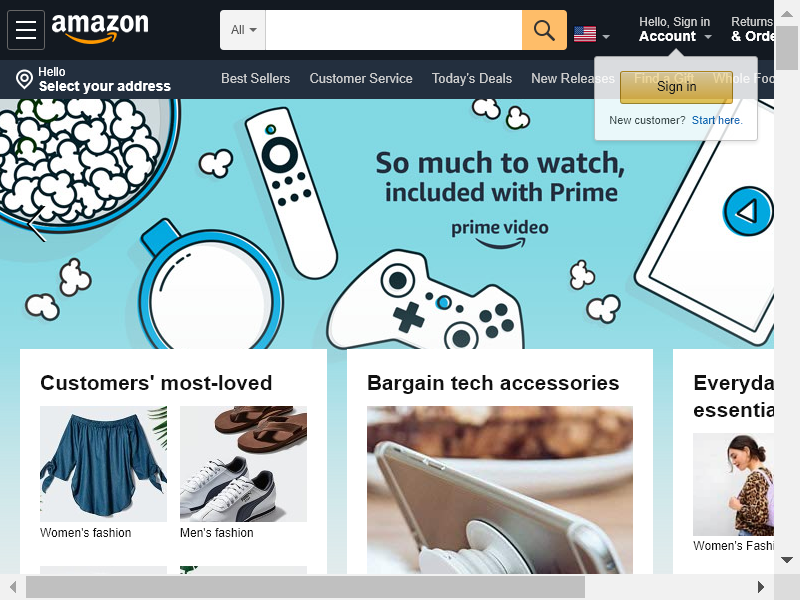 amazon
All
Hello, Sign in
Account
Returns
& Orde
Hello
Select your address
Best Sellers
Customer Service
Today's Deals
New Releases
Find a Gift
Whole Foo
Sign in
New customer? Start here.
So much to watch,
included with Prime
prime video
Customers' most-loved
Bargain tech accessories
Everyda
essentia
Women's fashion
Men's fashion
Women's Fashi